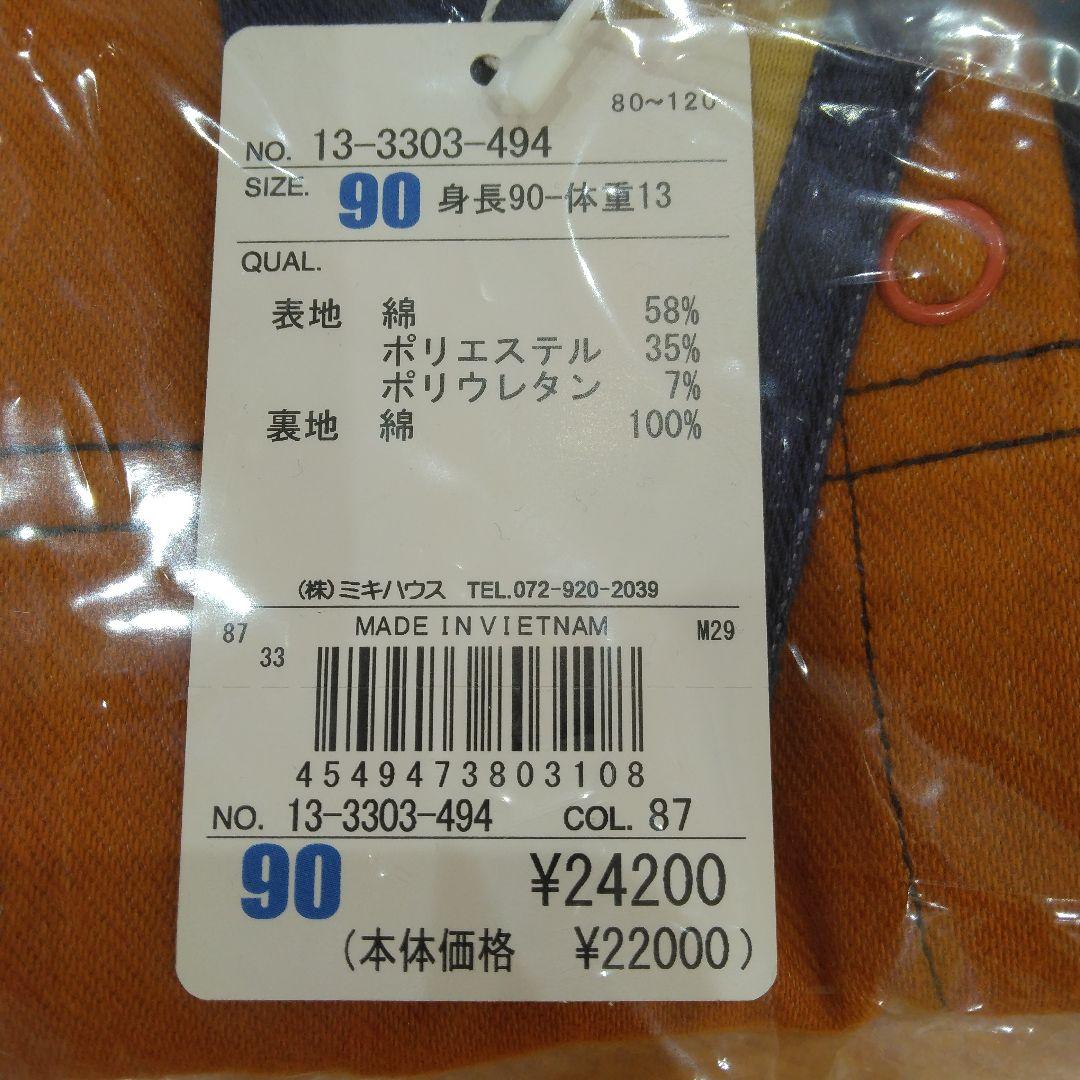 80~120
NO. 13-3303-494
SIZE. 90 身長90-体重13
QUAL.
表地 綿 58%
ポリエステル 35%
ポリウレタン 7%
裏地 綿 100%
(株)ミキハウス TEL.072-920-2039
MADE IN VIETNAM
87 M29
33
4549473803108
NO. 13-3303-494 COL. 87
90 ¥24200
(本体価格 ¥22000)